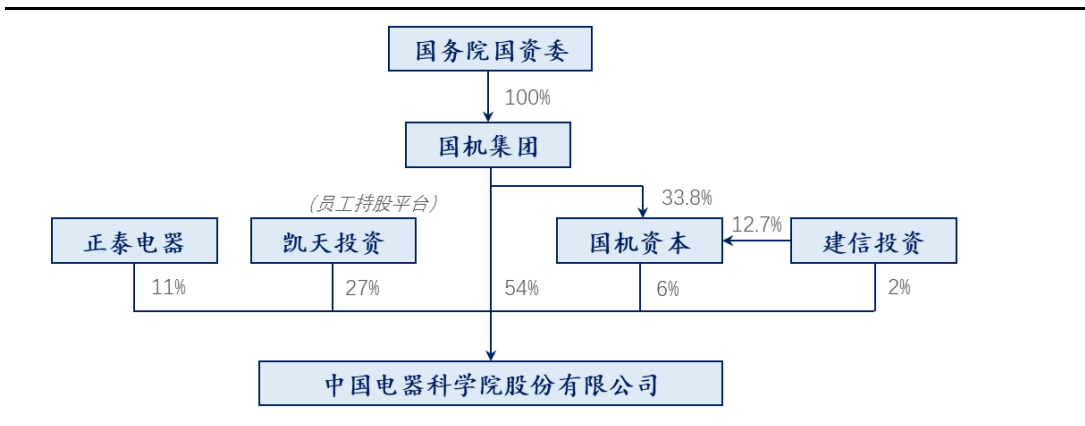 国务院国资委
100%
国机集团
（员工持股平台）
33.8%
正泰电器
凯天投资
国机资本
12.7%
建信投资
11%
27%
54%
6%
2%
中国电器科学院股份有限公司